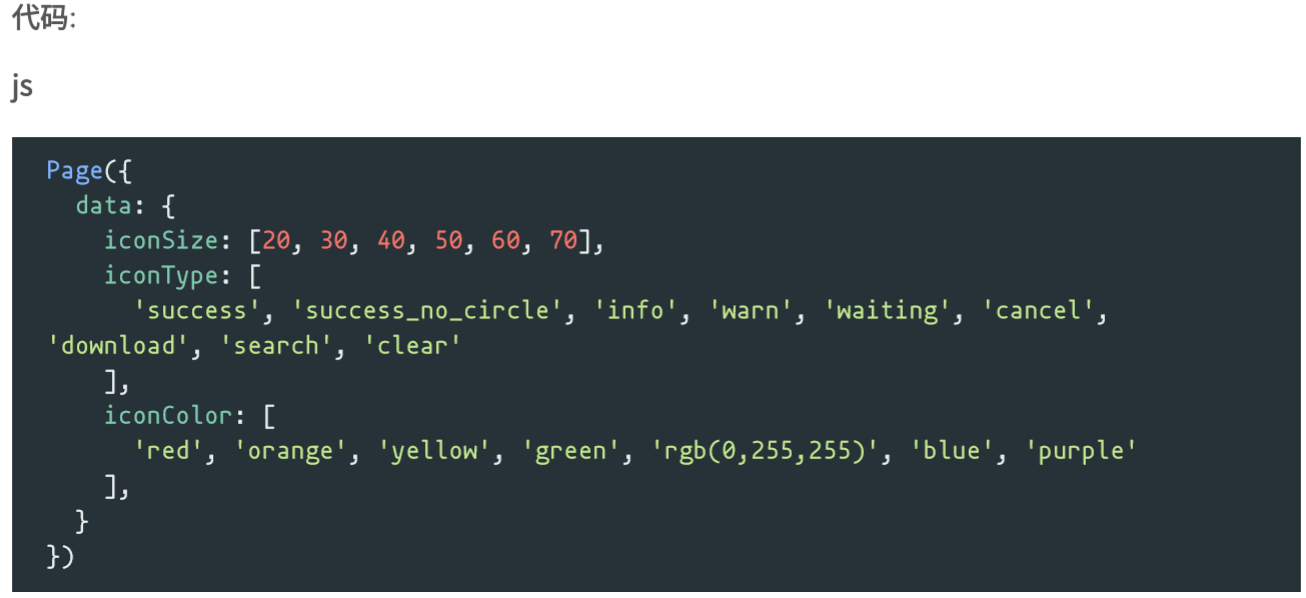 代码:
js
Page({
  data: {
    iconSize: [20, 30, 40, 50, 60, 70],
    iconType: [
      'success', 'success_no_circle', 'info', 'warn', 'waiting', 'cancel',
'download', 'search', 'clear'
    ],
    iconColor: [
      'red', 'orange', 'yellow', 'green', 'rgb(0,255,255)', 'blue', 'purple'
    ],
  }
})